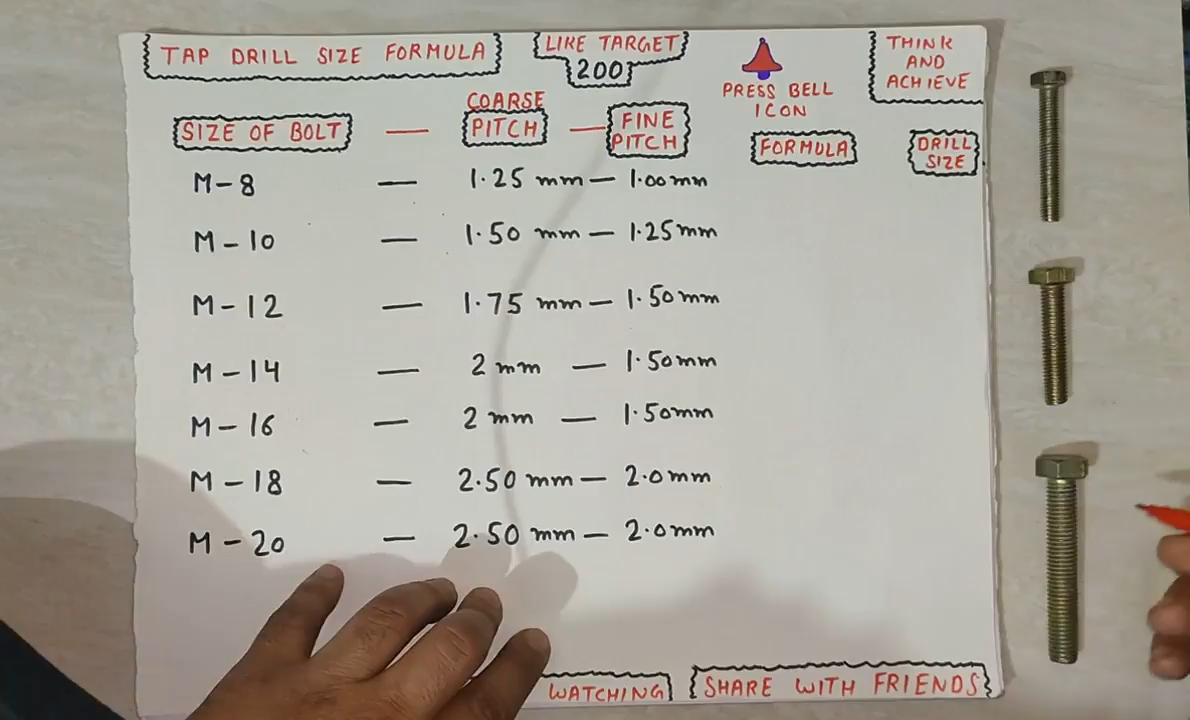 TAP DRILL SIZE FORMULA
LIKE TARGET
200
PRESS BELL
ICON
THINK
AND
ACHIEVE
SIZE OF BOLT — COARSE PITCH — FINE PITCH
FORMULA
DRILL SIZE
M-8 — 1.25 mm — 1.00mm
M-10 — 1.50 mm — 1.25mm
M-12 — 1.75 mm — 1.50mm
M-14 — 2 mm — 1.50mm
M-16 — 2 mm — 1.50mm
M-18 — 2.50 mm — 2.0mm
M-20 — 2.50 mm — 2.0mm
WATCHING
SHARE WITH FRIENDS